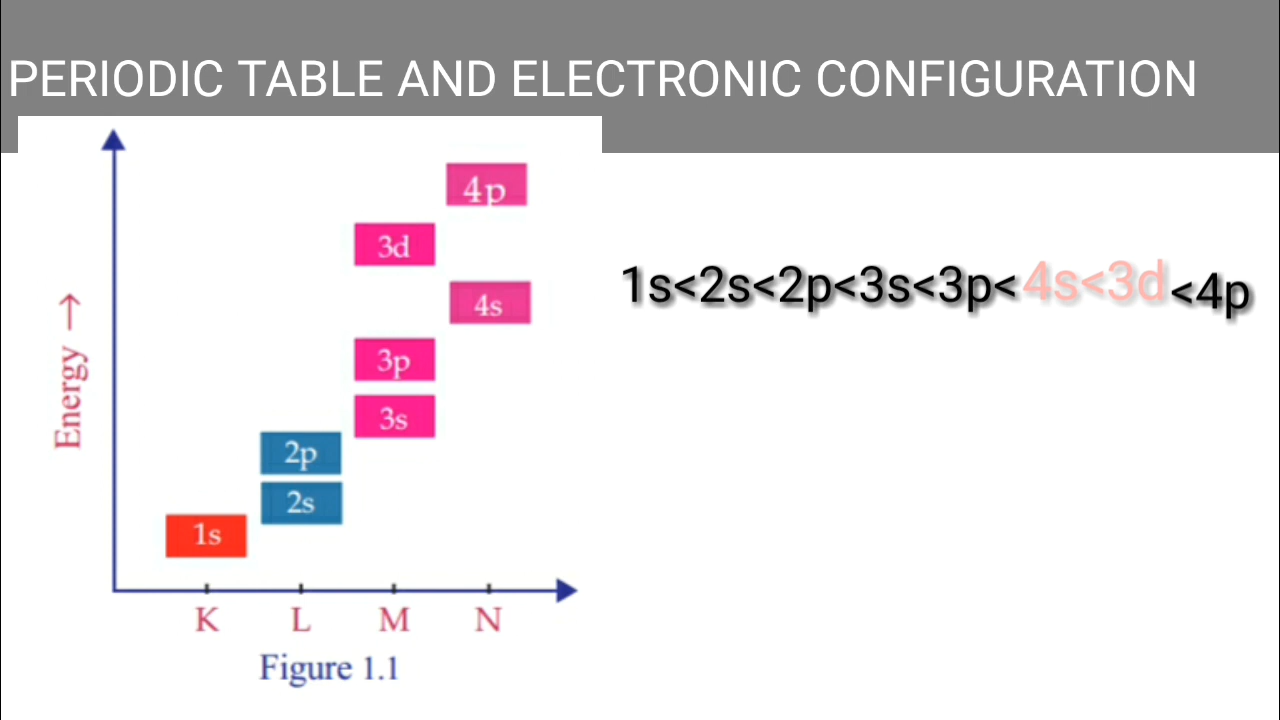 PERIODIC TABLE AND ELECTRONIC CONFIGURATION
4p
3d
4s
3p
3s
2p
2s
1s
Energy →
K L M N
Figure 1.1
1s<2s<2p<3s<3p<4s<3d<4p